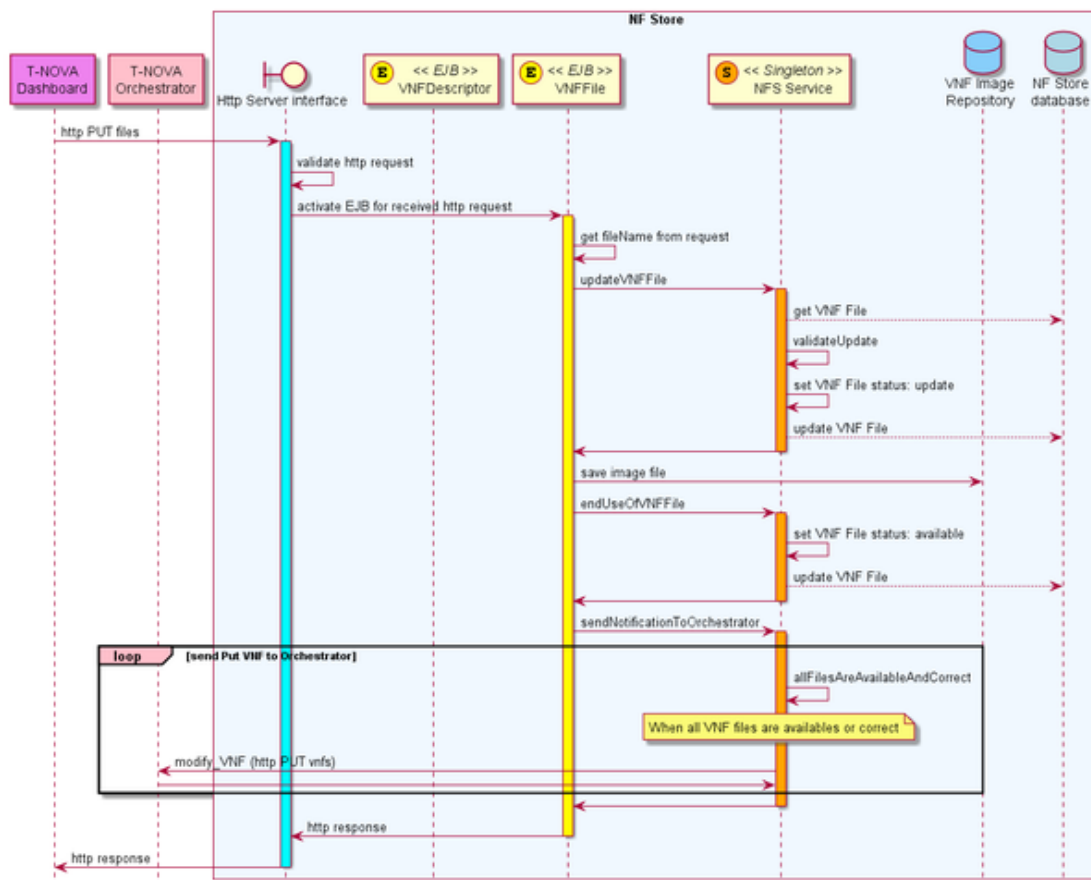 NF Store
T-NOVA
Dashboard
T-NOVA
Orchestrator
Http Server interface
E
<< EJB >>
VNFDescriptor
E
<< EJB >>
VNFFile
S
<< Singleton >>
NFS Service
VNF Image
Repository
NF Store
database
http PUT files
validate http request
activate EJB for received http request
get fileName from request
updateVNFFile
get VNF File
validateUpdate
set VNF File status: update
update VNF File
save image file
endUseOfVNFFile
set VNF File status: available
update VNF File
sendNotificationToOrchestrator
loop
[send Put VNF to Orchestrator]
allFilesAreAvailableAndCorrect
When all VNF files are availables or correct
modify_VNF (http PUT vnfs)
http response
http response